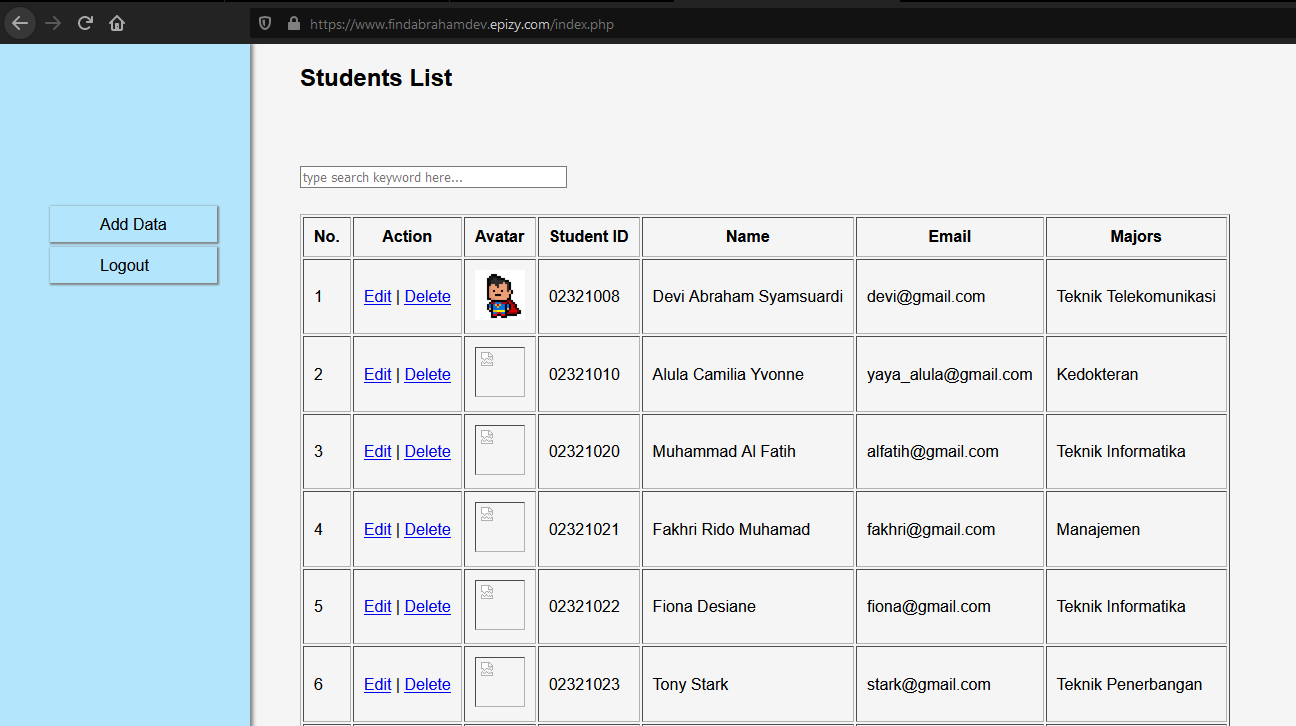 https://www.findabrahamdev.epizy.com/index.php
Students List
type search keyword here...
Add Data
Logout
No. Action Avatar Student ID Name Email Majors
1 Edit | Delete 02321008 Devi Abraham Syamsuardi devi@gmail.com Teknik Telekomunikasi
2 Edit | Delete 02321010 Alula Camilia Yvonne yaya_alula@gmail.com Kedokteran
3 Edit | Delete 02321020 Muhammad Al Fatih alfatih@gmail.com Teknik Informatika
4 Edit | Delete 02321021 Fakhri Rido Muhamad fakhri@gmail.com Manajemen
5 Edit | Delete 02321022 Fiona Desiane fiona@gmail.com Teknik Informatika
6 Edit | Delete 02321023 Tony Stark stark@gmail.com Teknik Penerbangan